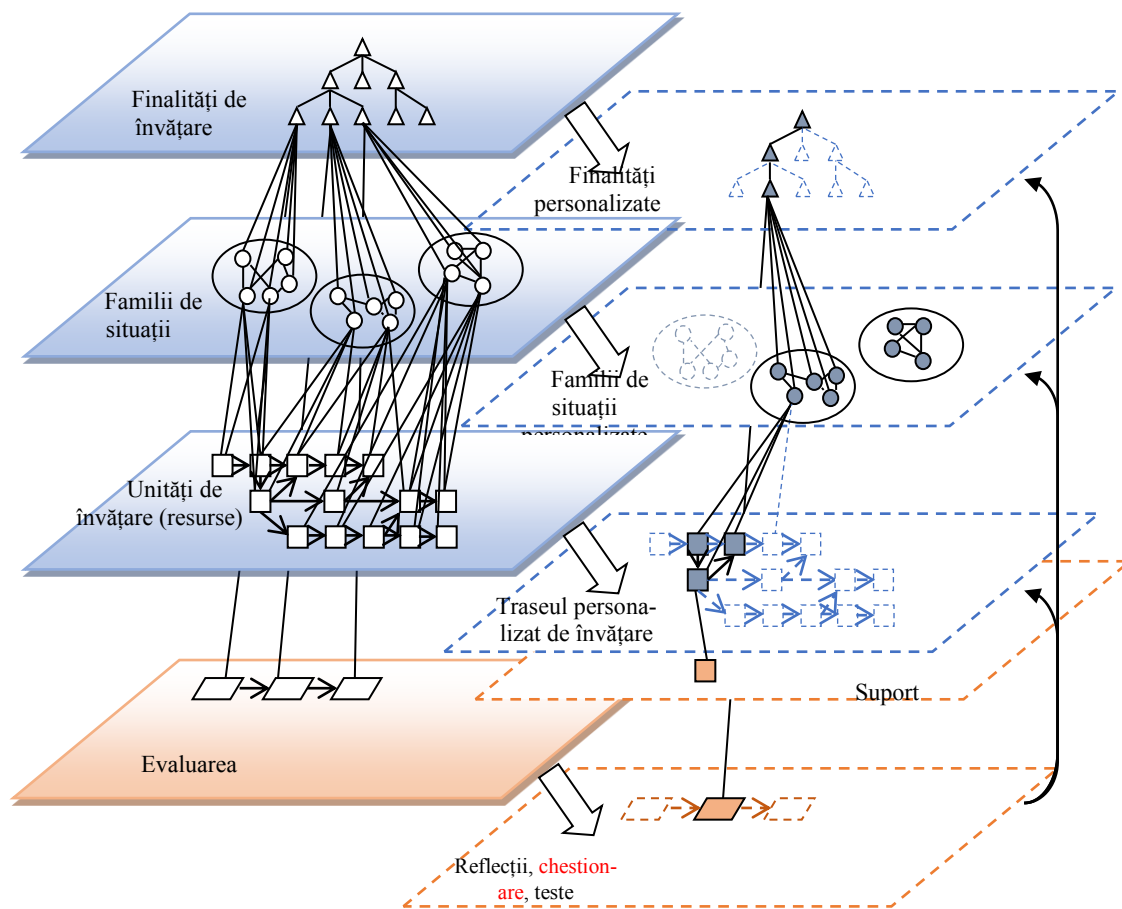 Finalități de
învățare
Finalități
personalizate
Familii de
situații
Familii de
situații
personalizate
Unități de
învățare (resurse)
Traseul persona-
lizat de învățare
Suport
Evaluarea
Reflecții, chestion-
are, teste